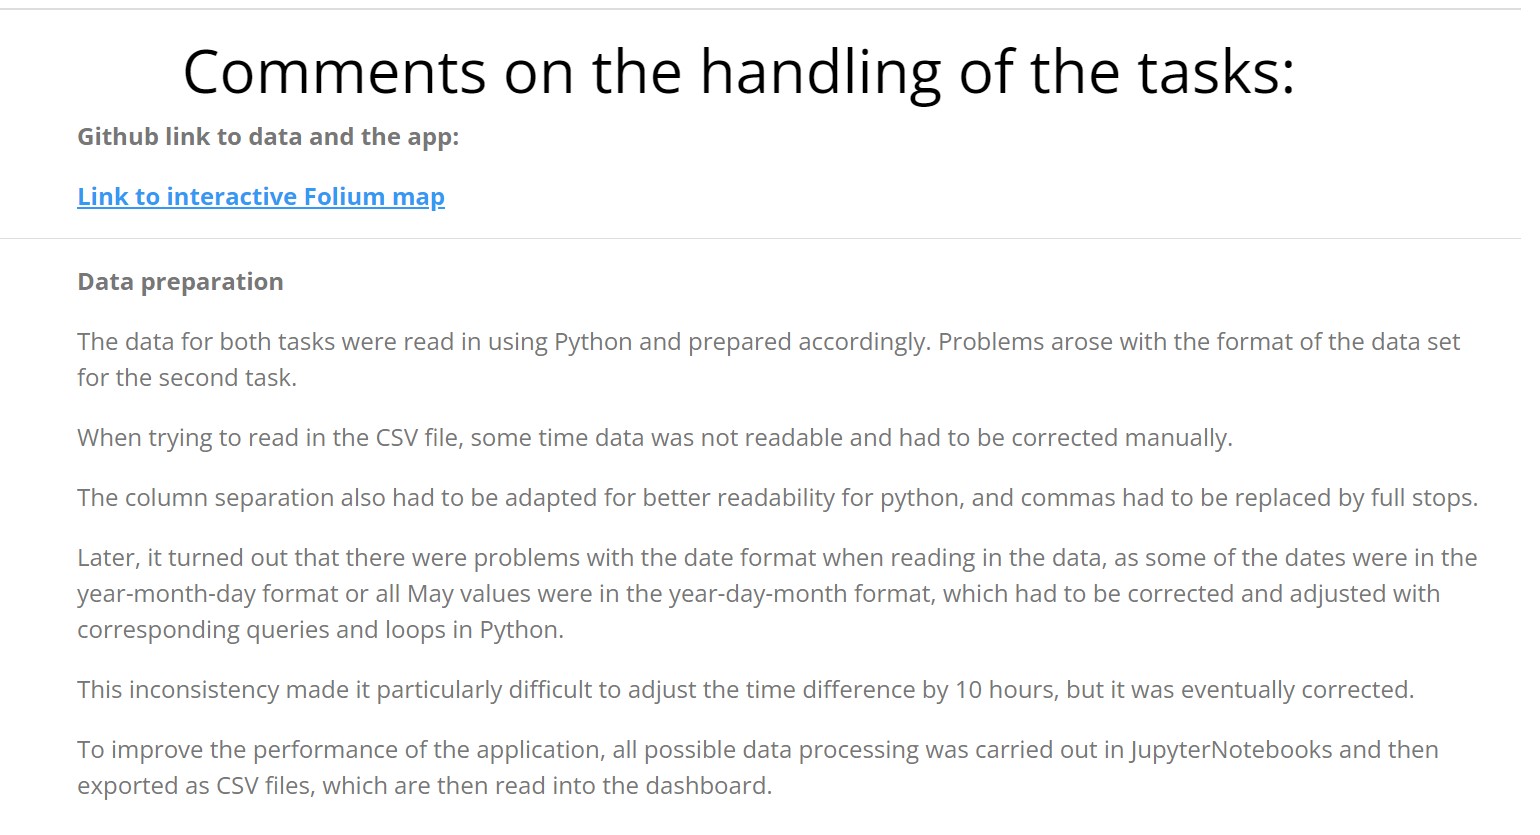 Comments on the handling of the tasks:
Github link to data and the app:
Link to interactive Folium map
Data preparation
The data for both tasks were read in using Python and prepared accordingly. Problems arose with the format of the data set
for the second task.
When trying to read in the CSV file, some time data was not readable and had to be corrected manually.
The column separation also had to be adapted for better readability for python, and commas had to be replaced by full stops.
Later, it turned out that there were problems with the date format when reading in the data, as some of the dates were in the
year-month-day format or all May values were in the year-day-month format, which had to be corrected and adjusted with
corresponding queries and loops in Python.
This inconsistency made it particularly difficult to adjust the time difference by 10 hours, but it was eventually corrected.
To improve the performance of the application, all possible data processing was carried out in JupyterNotebooks and then
exported as CSV files, which are then read into the dashboard.